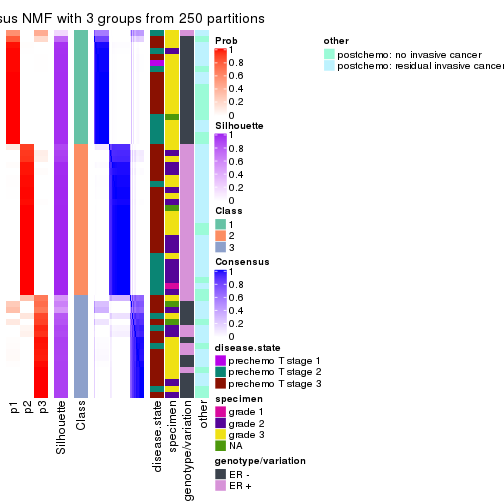 sus NMF with 3 groups from 250 partitions
Prob
1
0.8
0.6
0.4
0.2
0
Silhouette
1
0.8
0.6
0.4
0.2
0
Class
1
2
3
Consensus
1
0.8
0.6
0.4
0.2
0
disease.state
prechemo T stage 1
prechemo T stage 2
prechemo T stage 3
specimen
grade 1
grade 2
grade 3
NA
genotype/variation
ER -
ER +
other
postchemo: no invasive cancer
postchemo: residual invasive cancer
p1
p2
p3
Silhouette
Class
disease.state
specimen
genotype/variation
other